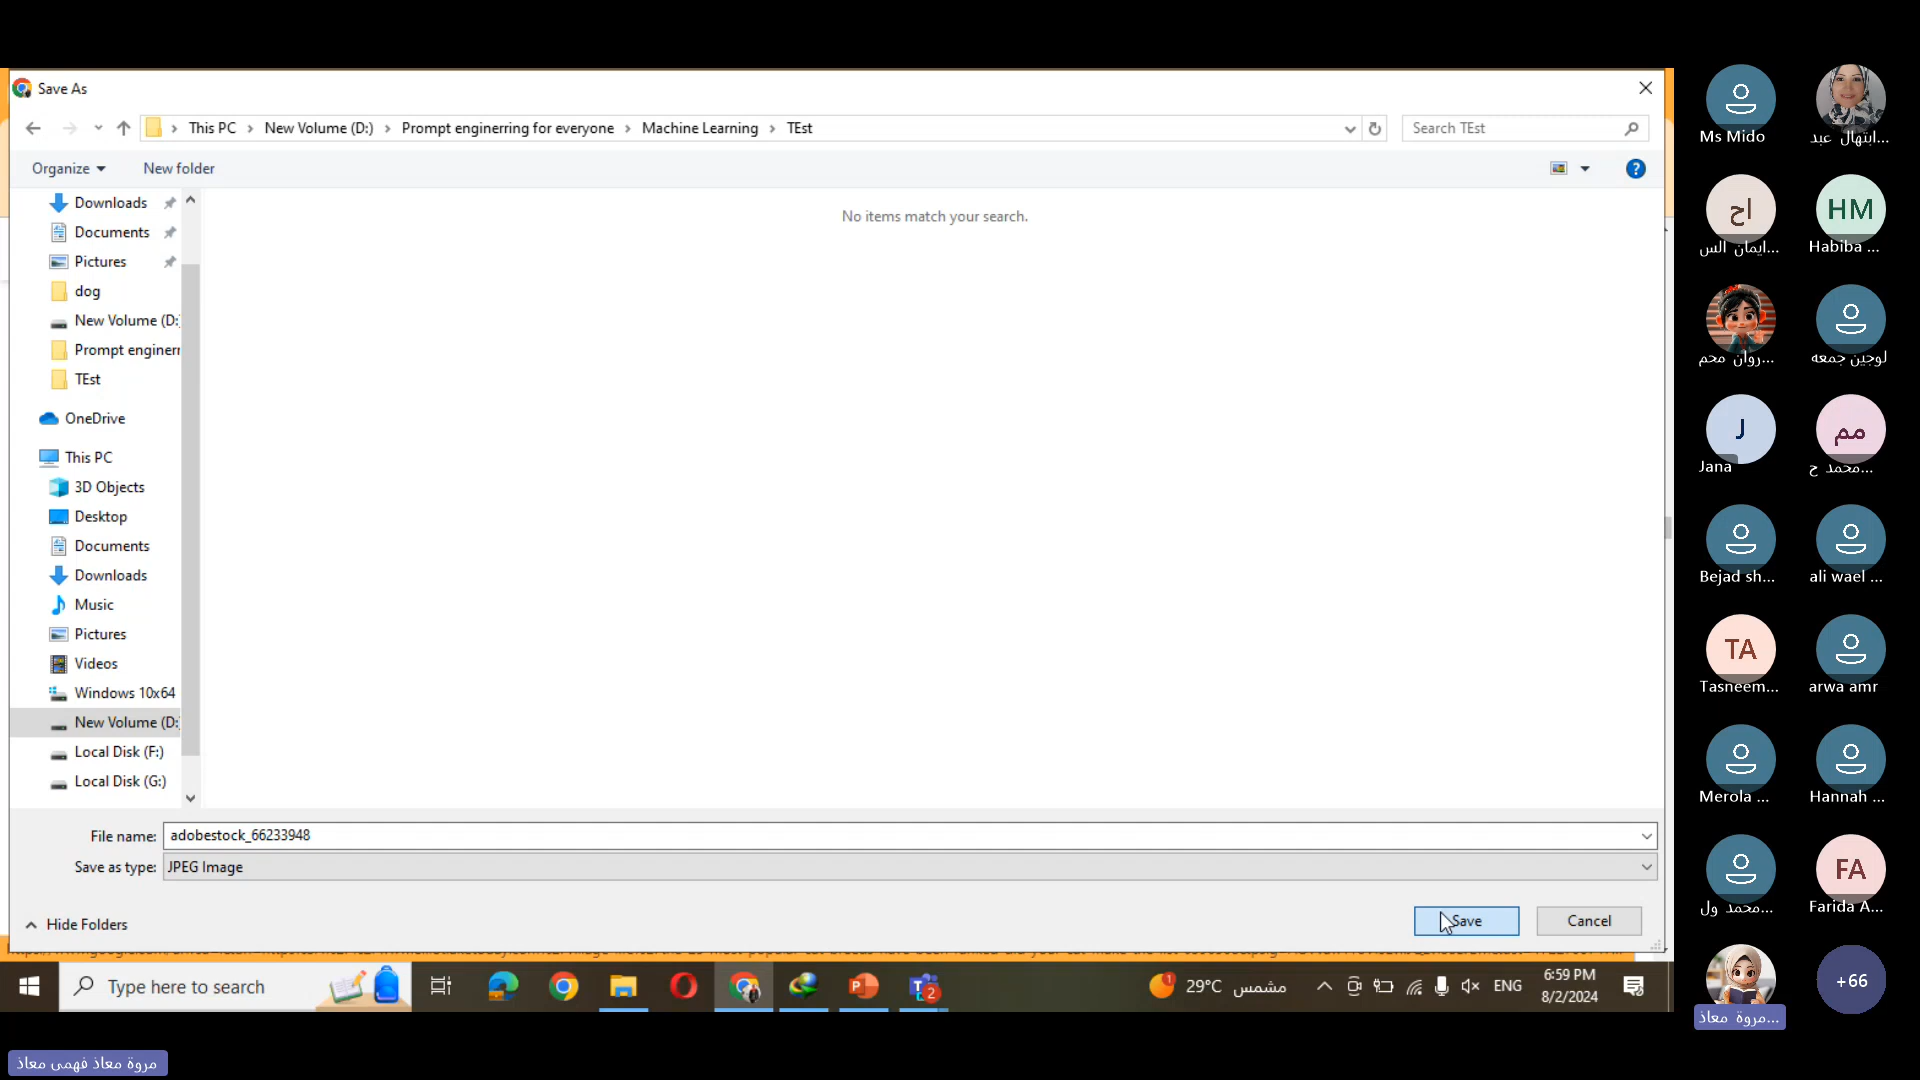 Save As
This PC > New Volume (D:) > Prompt enginerring for everyone > Machine Learning > TEst
Search TEst
Organize
New folder
No items match your search.
Downloads
Documents
Pictures
dog
New Volume (D:
Prompt enginerr
TEst
OneDrive
This PC
3D Objects
Desktop
Documents
Downloads
Music
Pictures
Videos
Windows 10x64
New Volume (D:
Local Disk (F:)
Local Disk (G:)
File name: adobestock_66233948
Save as type: JPEG Image
Hide Folders
Save
Cancel
Type here to search
2
1
29°C مشمس
ENG
6:59 PM
8/2/2024
Ms Mido
ابتهال عبد...
اح
ايمان الس...
HM
Habiba ...
روان محم...
لوجين جمعه
J
Jana
مم
محمد ح...
Bejad sh...
ali wael ...
TA
Tasneem...
arwa amr
Merola ...
Hannah ...
محمد ول...
FA
Farida A...
مروة معاذ...
+66
مروة معاذ فهمى معاذ